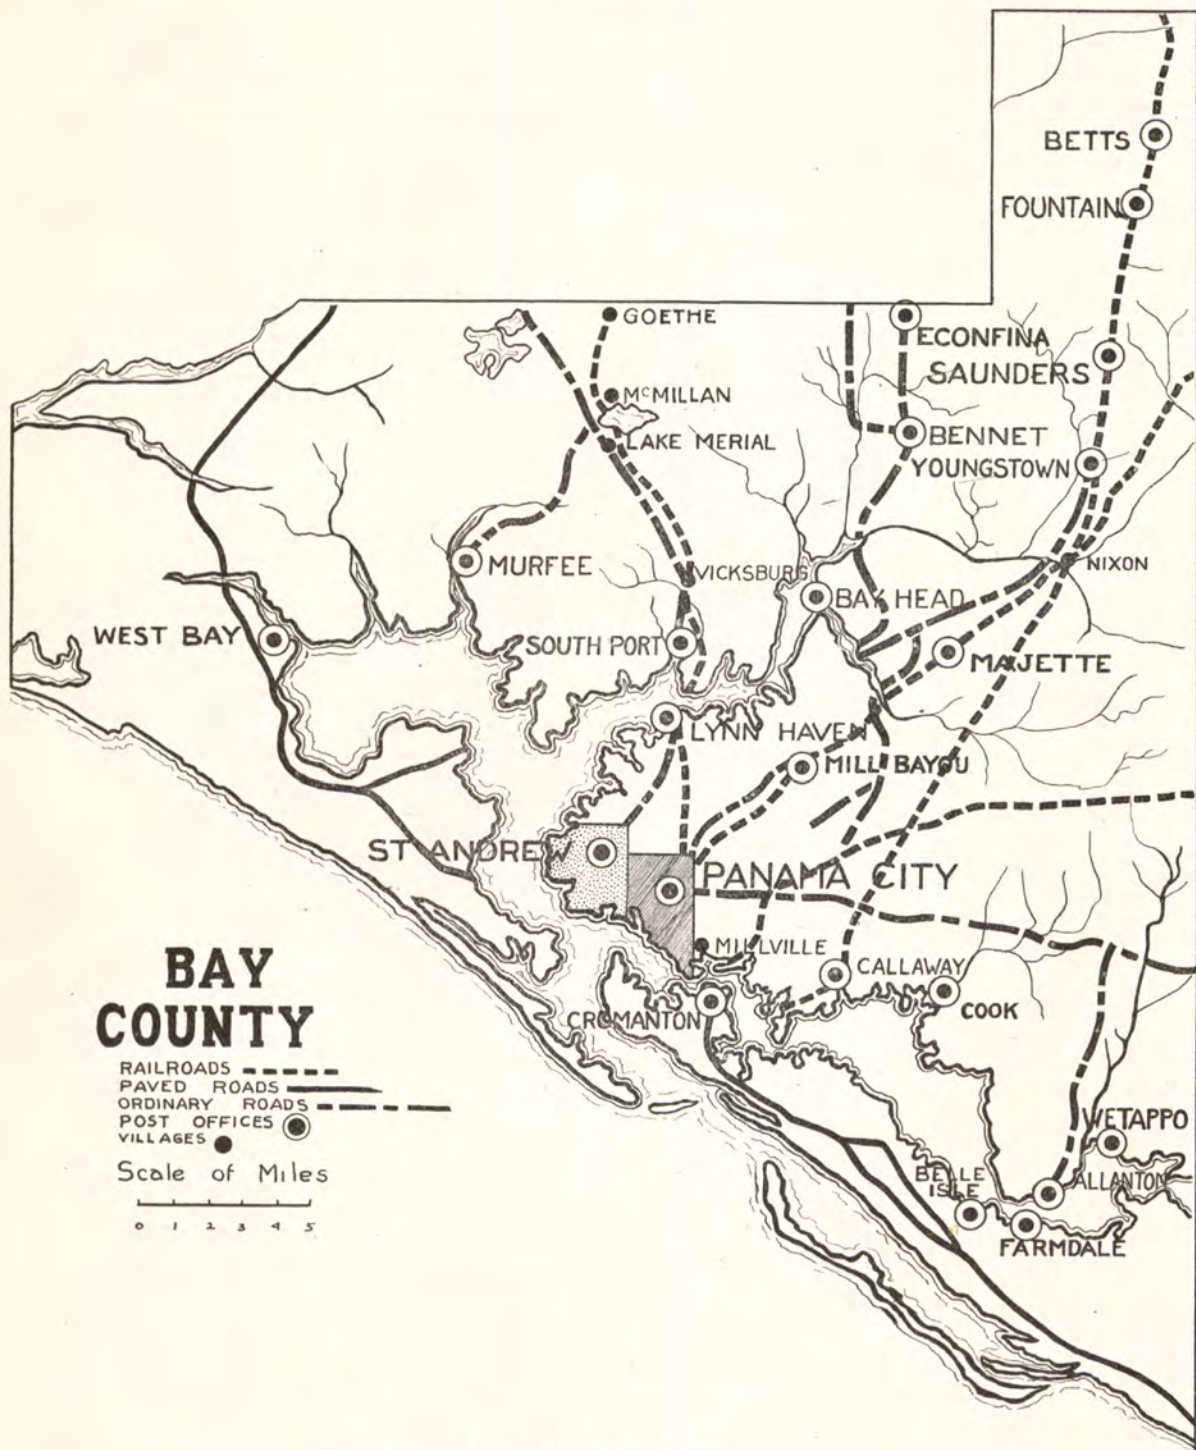 BETTS
FOUNTAIN
GOETHE
ECONFINA
SAUNDERS
McMILLAN
LAKE MERIAL
BENNET
YOUNGSTOWN
MURFEE
VICKSBURG
NIXON
BAY HEAD
WEST BAY
SOUTH PORT
MAJETTE
LYNN HAVEN
MILL BAYOU
ST ANDREW
PANAMA CITY
MILLVILLE
CALLAWAY
COOK
CROMANTON
BAY
COUNTY
RAILROADS
PAVED ROADS
ORDINARY ROADS
POST OFFICES
VILLAGES
Scale of Miles
0 1 2 3 4 5
WETAPPO
BELLE
ISLE
ALLANTON
FARMDALE